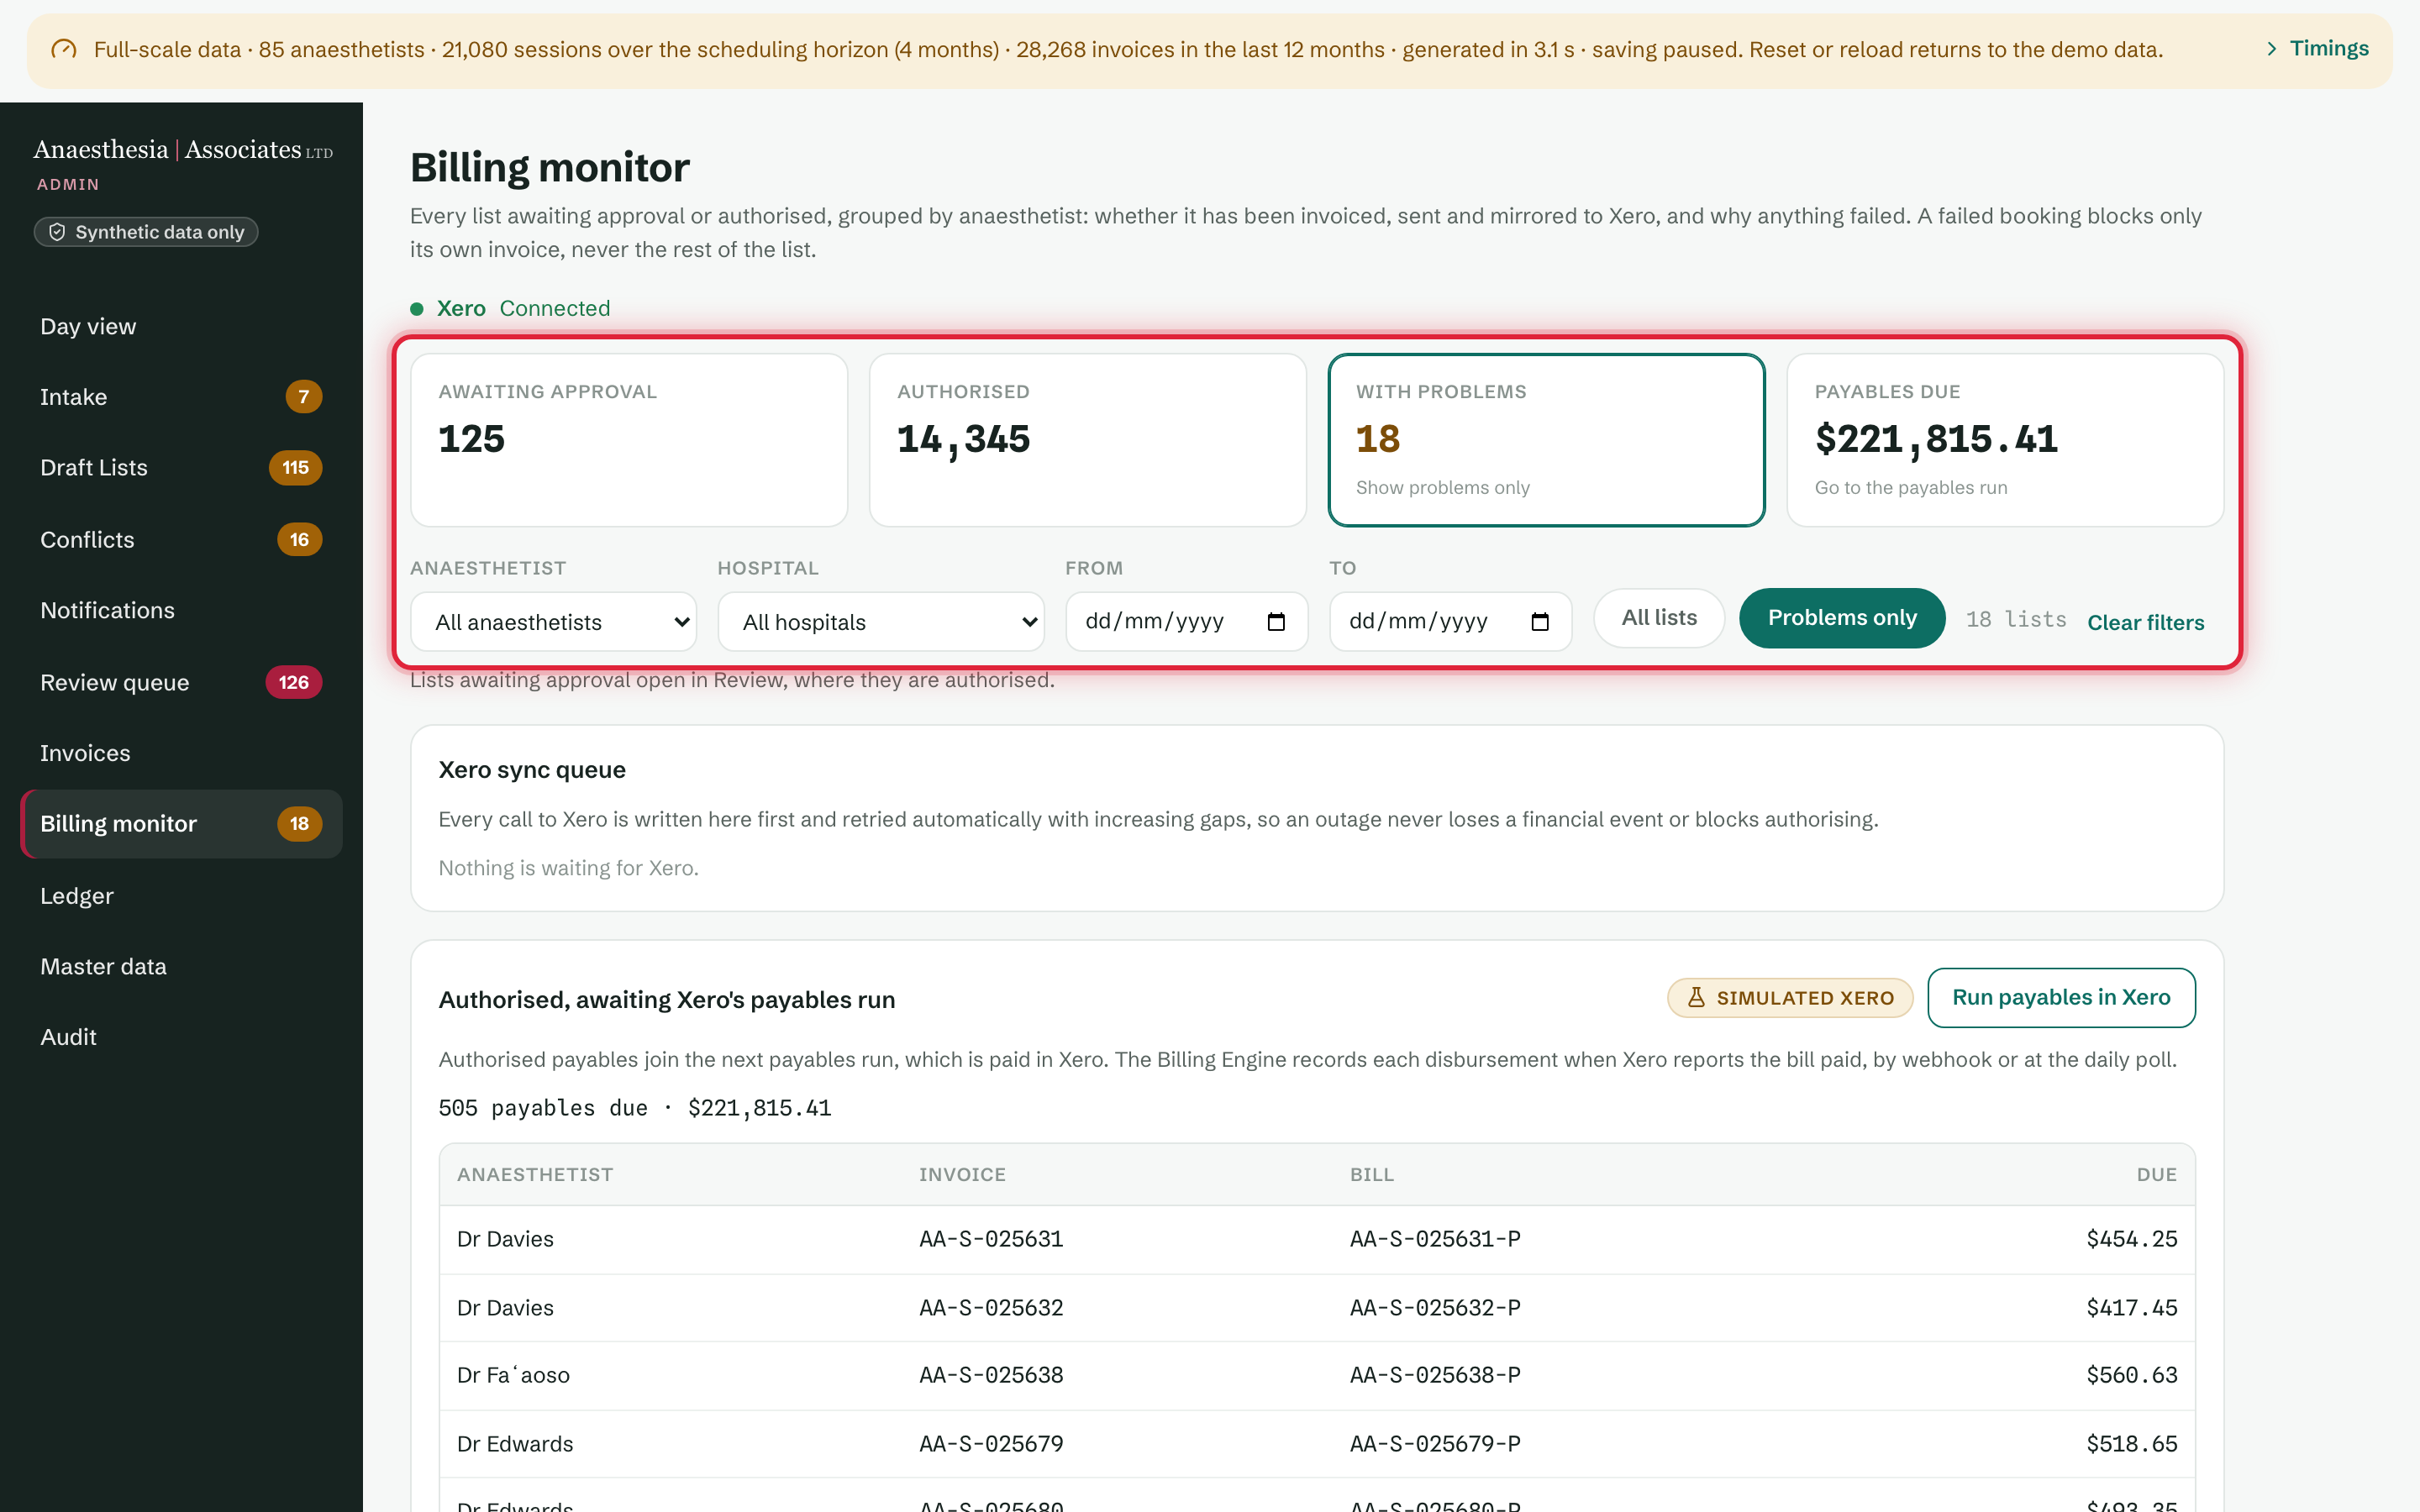 Full-scale data · 85 anaesthetists · 21,080 sessions over the scheduling horizon (4 months) · 28,268 invoices in the last 12 months · generated in 3.1 s · saving paused. Reset or reload returns to the demo data.
Timings
Anaesthesia | Associates LTD
ADMIN
Synthetic data only
Day view
Intake 7
Draft Lists 115
Conflicts 16
Notifications
Review queue 126
Invoices
Billing monitor 18
Ledger
Master data
Audit
Billing monitor
Every list awaiting approval or authorised, grouped by anaesthetist: whether it has been invoiced, sent and mirrored to Xero, and why anything failed. A failed booking blocks only
its own invoice, never the rest of the list.
Xero Connected
AWAITING APPROVAL
125
AUTHORISED
14,345
WITH PROBLEMS
18
Show problems only
PAYABLES DUE
$221,815.41
Go to the payables run
ANAESTHETIST HOSPITAL FROM TO
All anaesthetists All hospitals dd/mm/yyyy dd/mm/yyyy All lists Problems only 18 lists Clear filters
Lists awaiting approval open in Review, where they are authorised.
Xero sync queue
Every call to Xero is written here first and retried automatically with increasing gaps, so an outage never loses a financial event or blocks authorising.
Nothing is waiting for Xero.
Authorised, awaiting Xero's payables run
SIMULATED XERO
Run payables in Xero
Authorised payables join the next payables run, which is paid in Xero. The Billing Engine records each disbursement when Xero reports the bill paid, by webhook or at the daily poll.
505 payables due · $221,815.41
ANAESTHETIST INVOICE BILL DUE
Dr Davies AA-S-025631 AA-S-025631-P $454.25
Dr Davies AA-S-025632 AA-S-025632-P $417.45
Dr Faʻaoso AA-S-025638 AA-S-025638-P $560.63
Dr Edwards AA-S-025679 AA-S-025679-P $518.65
Dr Edwards AA-S-025680 AA-S-025680-P $493.35